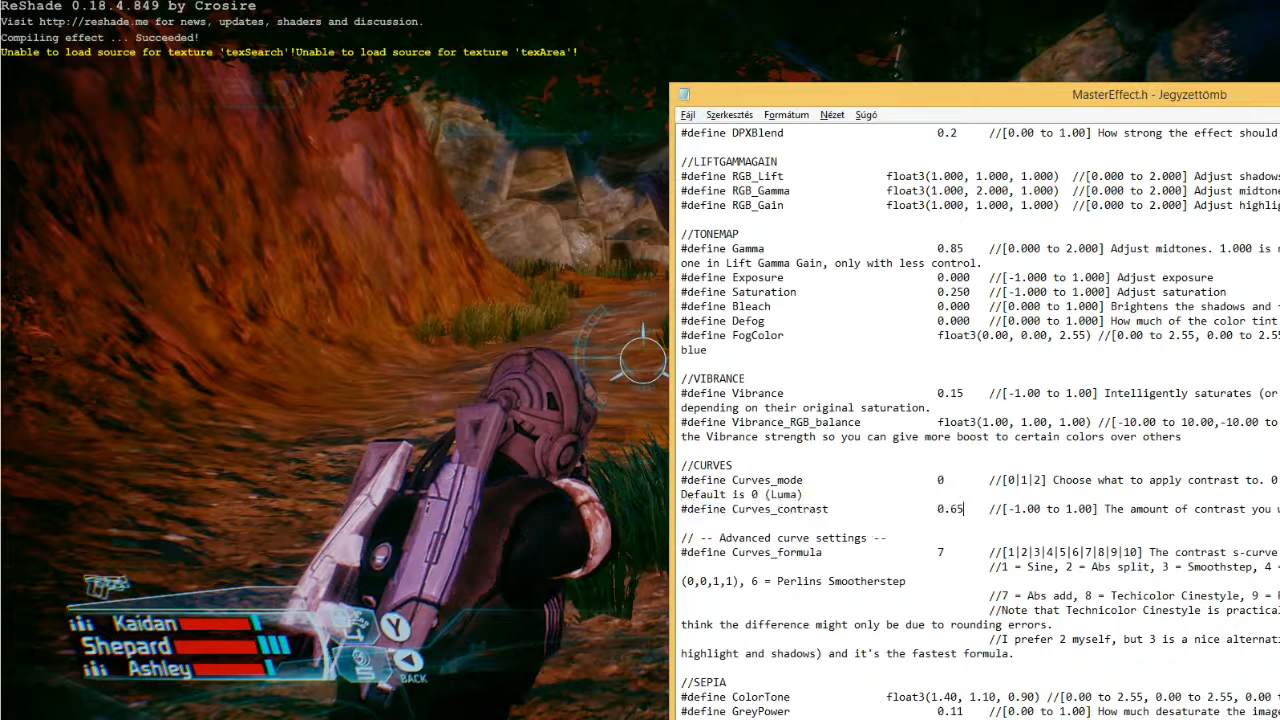 ReShade 0.18.4.849 by Crosire
Visit http://reshade.me for news, updates, shaders and discussion.
Compiling effect ... Succeeded!
Unable to load source for texture 'texSearch'!Unable to load source for texture 'texArea'!
MasterEffect.h - Jegyzettömb
Fájl Szerkesztés Formátum Nézet Súgó
#define DPXBlend 0.2 //[0.00 to 1.00] How strong the effect should
//LIFTGAMMAGAIN
#define RGB_Lift float3(1.000, 1.000, 1.000) //[0.000 to 2.000] Adjust shadows
#define RGB_Gamma float3(1.000, 2.000, 1.000) //[0.000 to 2.000] Adjust midtone
#define RGB_Gain float3(1.000, 1.000, 1.000) //[0.000 to 2.000] Adjust highlig
//TONEMAP
#define Gamma 0.85 //[0.000 to 2.000] Adjust midtones. 1.000 is n
one in Lift Gamma Gain, only with less control.
#define Exposure 0.000 //[-1.000 to 1.000] Adjust exposure
#define Saturation 0.250 //[-1.000 to 1.000] Adjust saturation
#define Bleach 0.000 //[0.000 to 1.000] Brightens the shadows and
#define Defog 0.000 //[0.000 to 1.000] How much of the color tint
#define FogColor float3(0.00, 0.00, 2.55) //[0.00 to 2.55, 0.00 to 2.55
blue
//VIBRANCE
#define Vibrance 0.15 //[-1.00 to 1.00] Intelligently saturates (or
depending on their original saturation.
#define Vibrance_RGB_balance float3(1.00, 1.00, 1.00) //[-10.00 to 10.00,-10.00 to
the Vibrance strength so you can give more boost to certain colors over others
//CURVES
#define Curves_mode 0 //[0|1|2] Choose what to apply contrast to. 0
Default is 0 (Luma)
#define Curves_contrast 0.65 //[-1.00 to 1.00] The amount of contrast you w
// -- Advanced curve settings --
#define Curves_formula 7 //[1|2|3|4|5|6|7|8|9|10] The contrast s-curve
//1 = Sine, 2 = Abs split, 3 = Smoothstep, 4 =
(0,0,1,1), 6 = Perlins Smootherstep
//7 = Abs add, 8 = Techicolor Cinestyle, 9 =
//Note that Technicolor Cinestyle is practica
think the difference might only be due to rounding errors.
//I prefer 2 myself, but 3 is a nice alternati
highlight and shadows) and it's the fastest formula.
//SEPIA
#define ColorTone float3(1.40, 1.10, 0.90) //[0.00 to 2.55, 0.00 to 2.55, 0.00
#define GreyPower 0.11 //[0.00 to 1.00] How much desaturate the image
Kaidan
Shepard
Ashley
Y
BACK